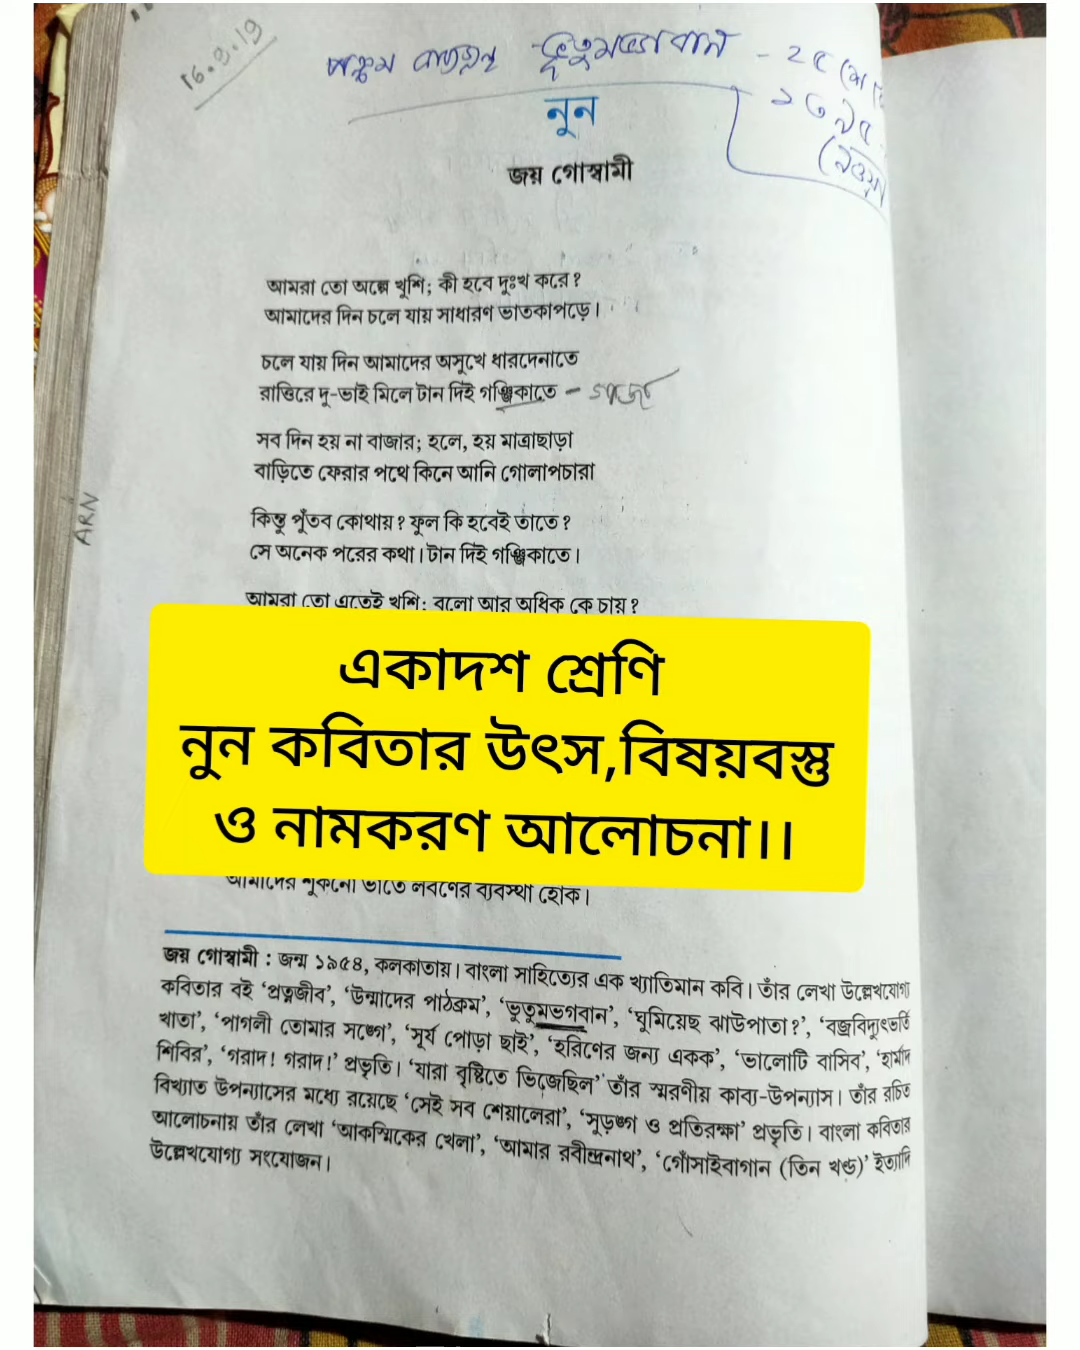 16.9.19
পঞ্চম কাব্যগ্রন্থ ভুতুমভগবান - ২৫
নুন
জয় গোস্বামী
আমরা তো অল্পে খুশি; কী হবে দুঃখ করে?
আমাদের দিন চলে যায় সাধারণ ভাতকাপড়ে।
চলে যায় দিন আমাদের অসুখে ধারদেনাতে
রাত্তিরে দু-ভাই মিলে টান দিই গঞ্জিকাতে – গাঁজা
সব দিন হয় না বাজার; হলে, হয় মাত্রাছাড়া
বাড়িতে ফেরার পথে কিনে আনি গোলাপচারা
কিন্তু পুঁতব কোথায়? ফুল কি হবেই তাতে?
সে অনেক পরের কথা। টান দিই গঞ্জিকাতে।
আমরা তো এতেই খুশি; বলো আর অধিক কে চায়?
একাদশ শ্রেণি
নুন কবিতার উৎস,বিষয়বস্তু
ও নামকরণ আলোচনা।।
আমাদের শুকনো ভাতে লবণের ব্যবস্থা হোক।
জয় গোস্বামী : জন্ম ১৯৫৪, কলকাতায়। বাংলা সাহিত্যের এক খ্যাতিমান কবি। তাঁর লেখা উল্লেখযোগ্য
কবিতার বই ‘প্রত্নজীব’, ‘উন্মাদের পাঠক্রম’, ‘ভুতুমভগবান’, ‘ঘুমিয়েছ ঝাউপাতা?’, ‘বজ্রবিদ্যুৎভর্তি
খাতা’, ‘পাগলী তোমার সঙ্গে’, ‘সূর্য পোড়া ছাই’, ‘হরিণের জন্য একক’, ‘ভালোটি বাসিব’, ‘হার্মাদ
শিবির’, ‘গরাদ! গরাদ!’ প্রভৃতি। ‘যারা বৃষ্টিতে ভিজেছিল’ তাঁর স্মরণীয় কাব্য-উপন্যাস। তাঁর রচিত
বিখ্যাত উপন্যাসের মধ্যে রয়েছে ‘সেই সব শেয়ালেরা’, ‘সুড়ঙ্গ ও প্রতিরক্ষা’ প্রভৃতি। বাংলা কবিতার
আলোচনায় তাঁর লেখা ‘আকস্মিকের খেলা’, ‘আমার রবীন্দ্রনাথ’, ‘গোঁসাইবাগান (তিন খণ্ড)’ ইত্যাদি
উল্লেখযোগ্য সংযোজন।
ARN